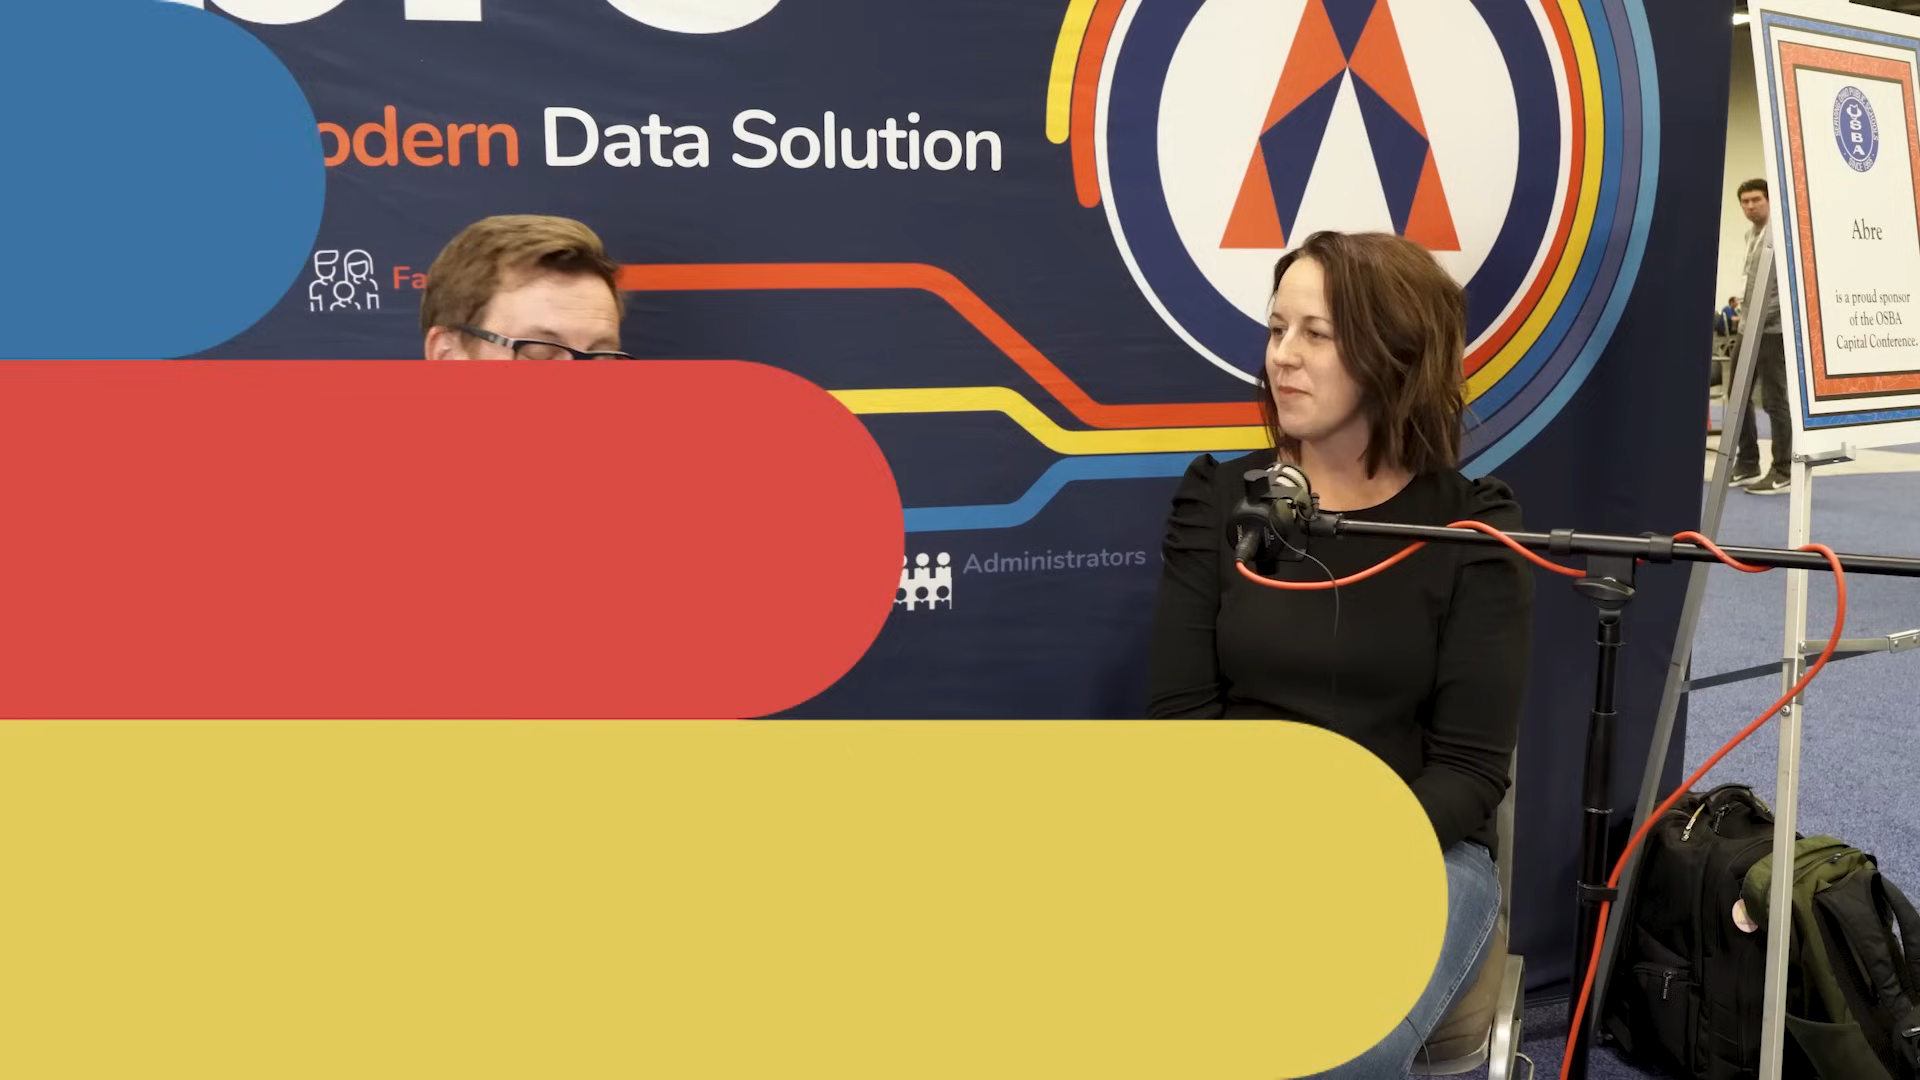 odern Data Solution
Fa
Administrators
OSBA
Abre
is a proud sponsor
of the OSBA
Capital Conference.